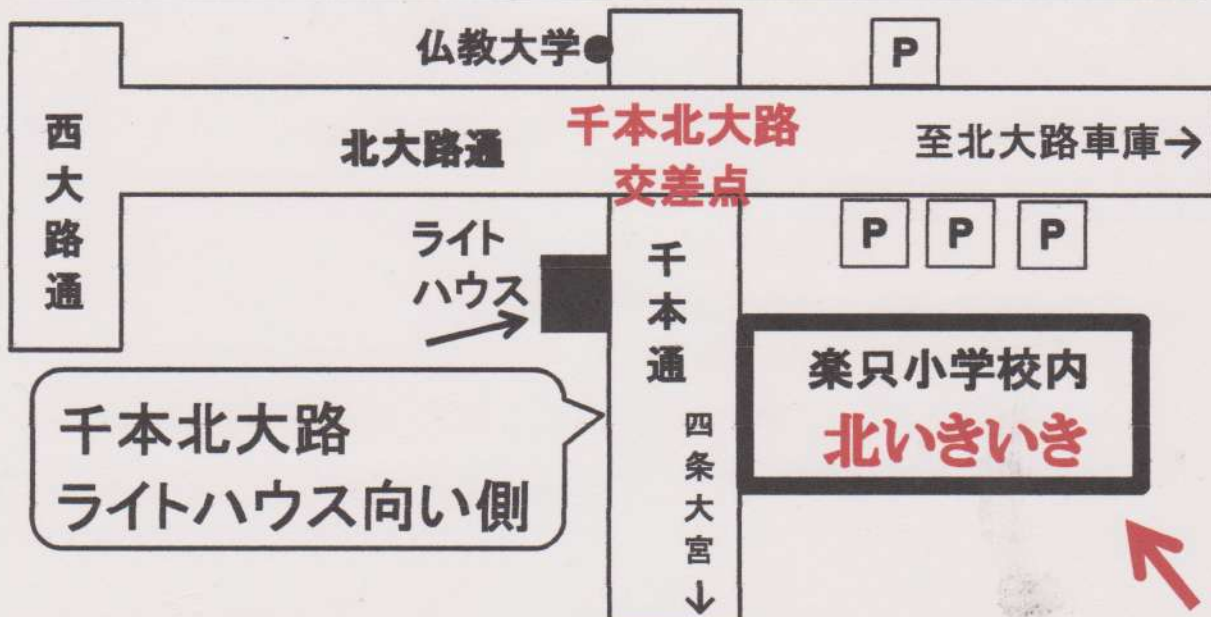 仏教大学
P
西大路通
北大路通
千本北大路
交差点
至北大路車庫→
ライト
ハウス
千本通
P P P
楽只小学校内
北いきいき
千本北大路
ライトハウス向い側
四条大宮↓